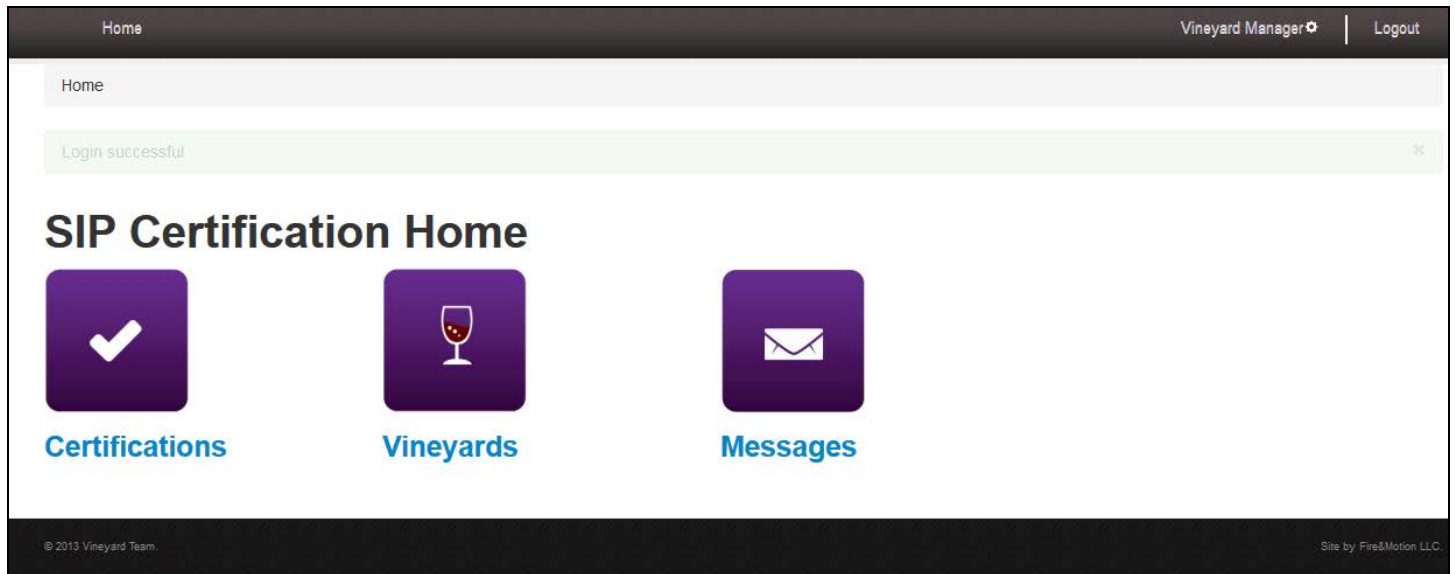 Home Vineyard Manager Logout
Home
Login successful
SIP Certification Home
Certifications Vineyards Messages
© 2013 Vineyard Team. Site by Fire&Motion LLC.